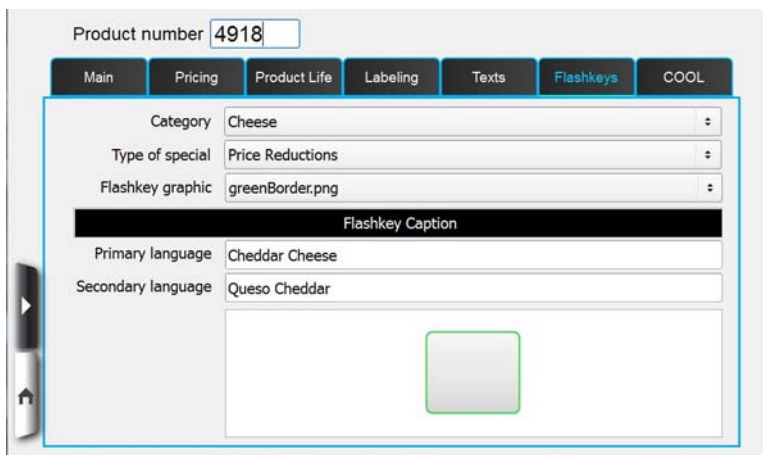 Product number 4918
Main Pricing Product Life Labeling Texts Flashkeys COOL
Category Cheese
Type of special Price Reductions
Flashkey graphic greenBorder.png
Flashkey Caption
Primary language Cheddar Cheese
Secondary language Queso Cheddar